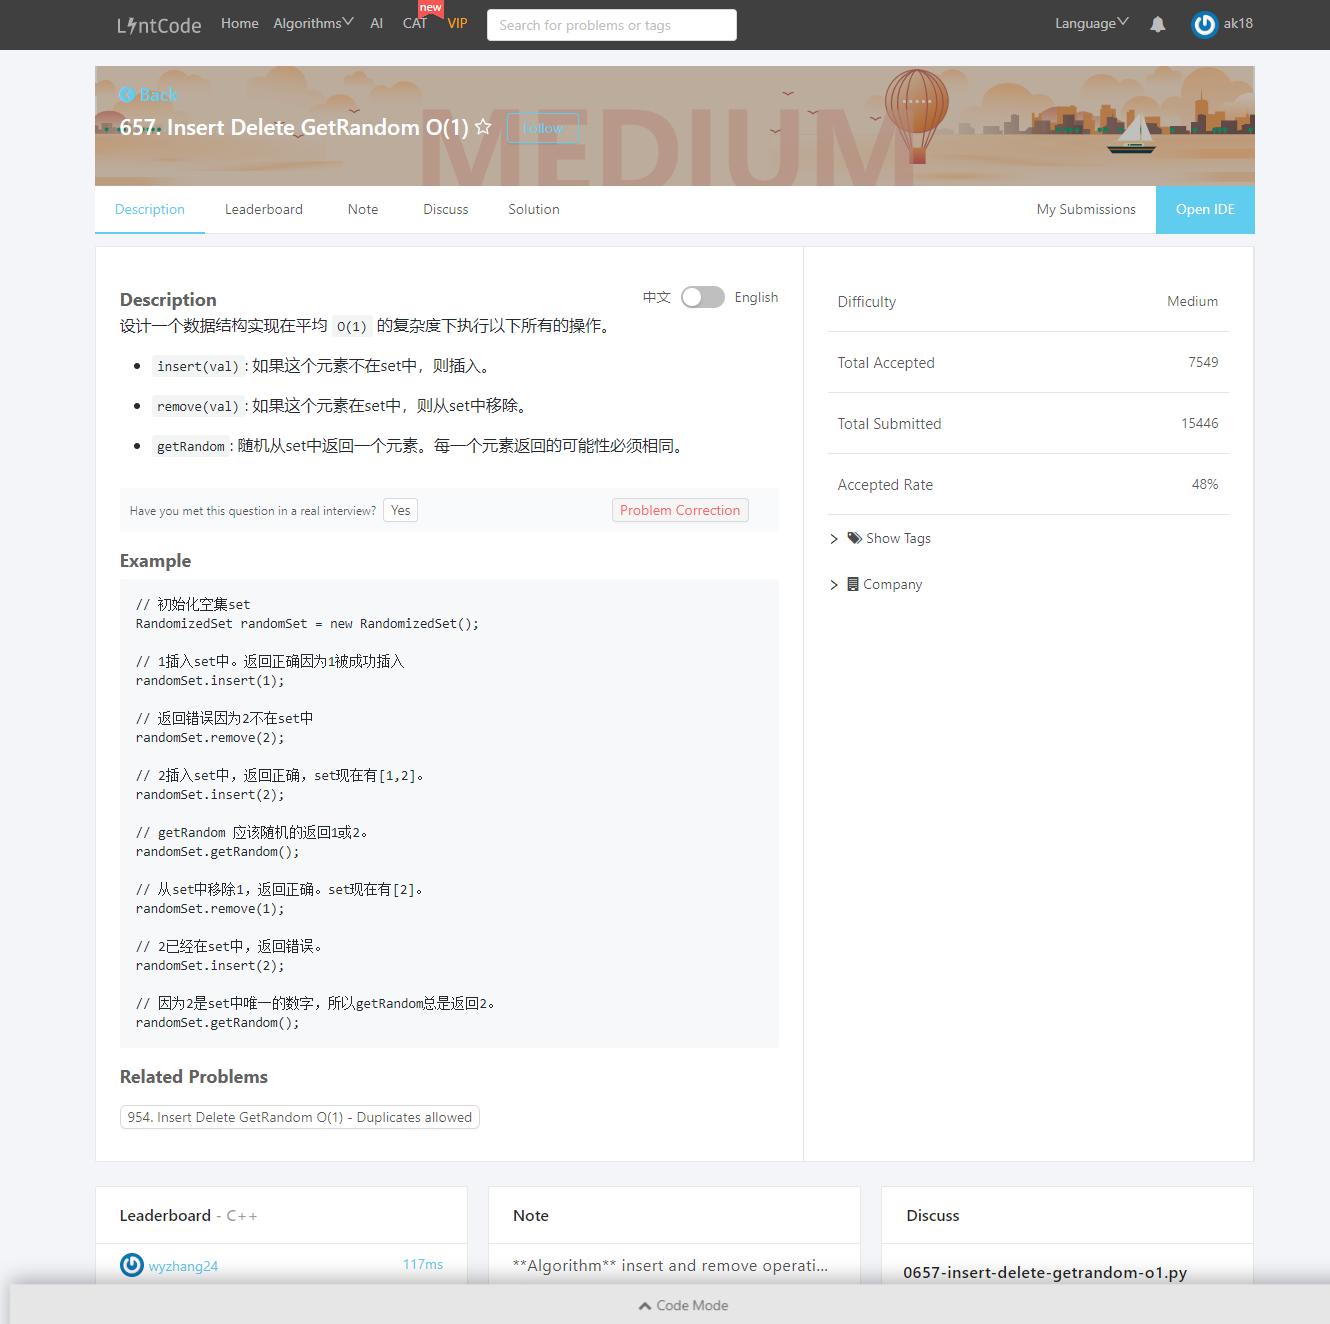 LintCode
Home
Algorithms
AI
CAT
new
VIP
Search for problems or tags
Language
ak18
Back
MEDIUM
657. Insert Delete GetRandom O(1)
Follow
Description
Leaderboard
Note
Discuss
Solution
My Submissions
Open IDE
Description
中文
English
设计一个数据结构实现在平均 O(1) 的复杂度下执行以下所有的操作。
insert(val) : 如果这个元素不在set中，则插入。
remove(val) : 如果这个元素在set中，则从set中移除。
getRandom : 随机从set中返回一个元素。每一个元素返回的可能性必须相同。
Have you met this question in a real interview?
Yes
Problem Correction
Example
// 初始化空集set
RandomizedSet randomSet = new RandomizedSet();
// 1插入set中。返回正确因为1被成功插入
randomSet.insert(1);
// 返回错误因为2不在set中
randomSet.remove(2);
// 2插入set中，返回正确，set现在有[1,2]。
randomSet.insert(2);
// getRandom 应该随机的返回1或2。
randomSet.getRandom();
// 从set中移除1，返回正确。set现在有[2]。
randomSet.remove(1);
// 2已经在set中，返回错误。
randomSet.insert(2);
// 因为2是set中唯一的数字，所以getRandom总是返回2。
randomSet.getRandom();
Related Problems
954. Insert Delete GetRandom O(1) - Duplicates allowed
Difficulty
Medium
Total Accepted
7549
Total Submitted
15446
Accepted Rate
48%
Show Tags
Company
Leaderboard - C++
wyzhang24
117ms
Note
**Algorithm** insert and remove operati...
Discuss
0657-insert-delete-getrandom-o1.py
Code Mode